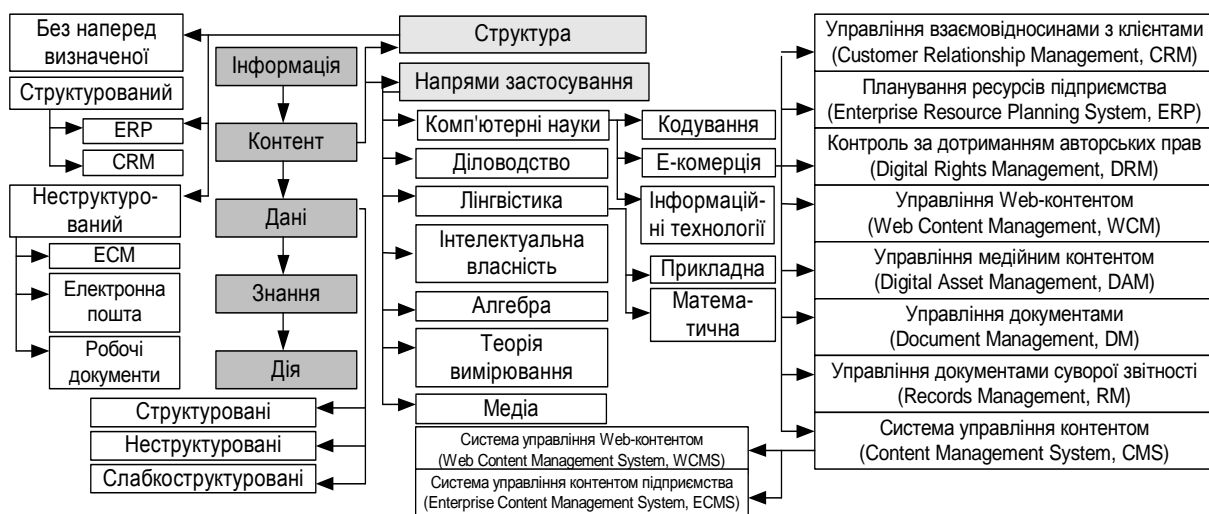 Без наперед
визначеної
Структурований
ERP
CRM
Неструкту­ро-
ваний
ECM
Електронна
пошта
Робочі
документи
Інформація
Контент
Дані
Знання
Дія
Структуровані
Неструктуровані
Слабкоструктуровані
Структура
Напрями застосування
Комп'ютерні науки
Діловодство
Лінгвістика
Інтелектуальна
власність
Алгебра
Теорія
вимірювання
Медіа
Кодування
Е-комерція
Інформацій-
ні технології
Прикладна
Матема-
тична
Система управління Web-контентом
(Web Content Management System, WCMS)
Система управління контентом підприємства
(Enterprise Content Management System, ECMS)
Управління взаємовідносинами з клієнтами
(Customer Relationship Management, CRM)
Планування ресурсів підприємства
(Enterprise Resource Planning System, ERP)
Контроль за дотриманням авторських прав
(Digital Rights Management, DRM)
Управління Web-контентом
(Web Content Management, WCM)
Управління медійним контентом
(Digital Asset Management, DAM)
Управління документами
(Document Management, DM)
Управління документами суворої звітності
(Records Management, RM)
Система управління контентом
(Content Management System, CMS)